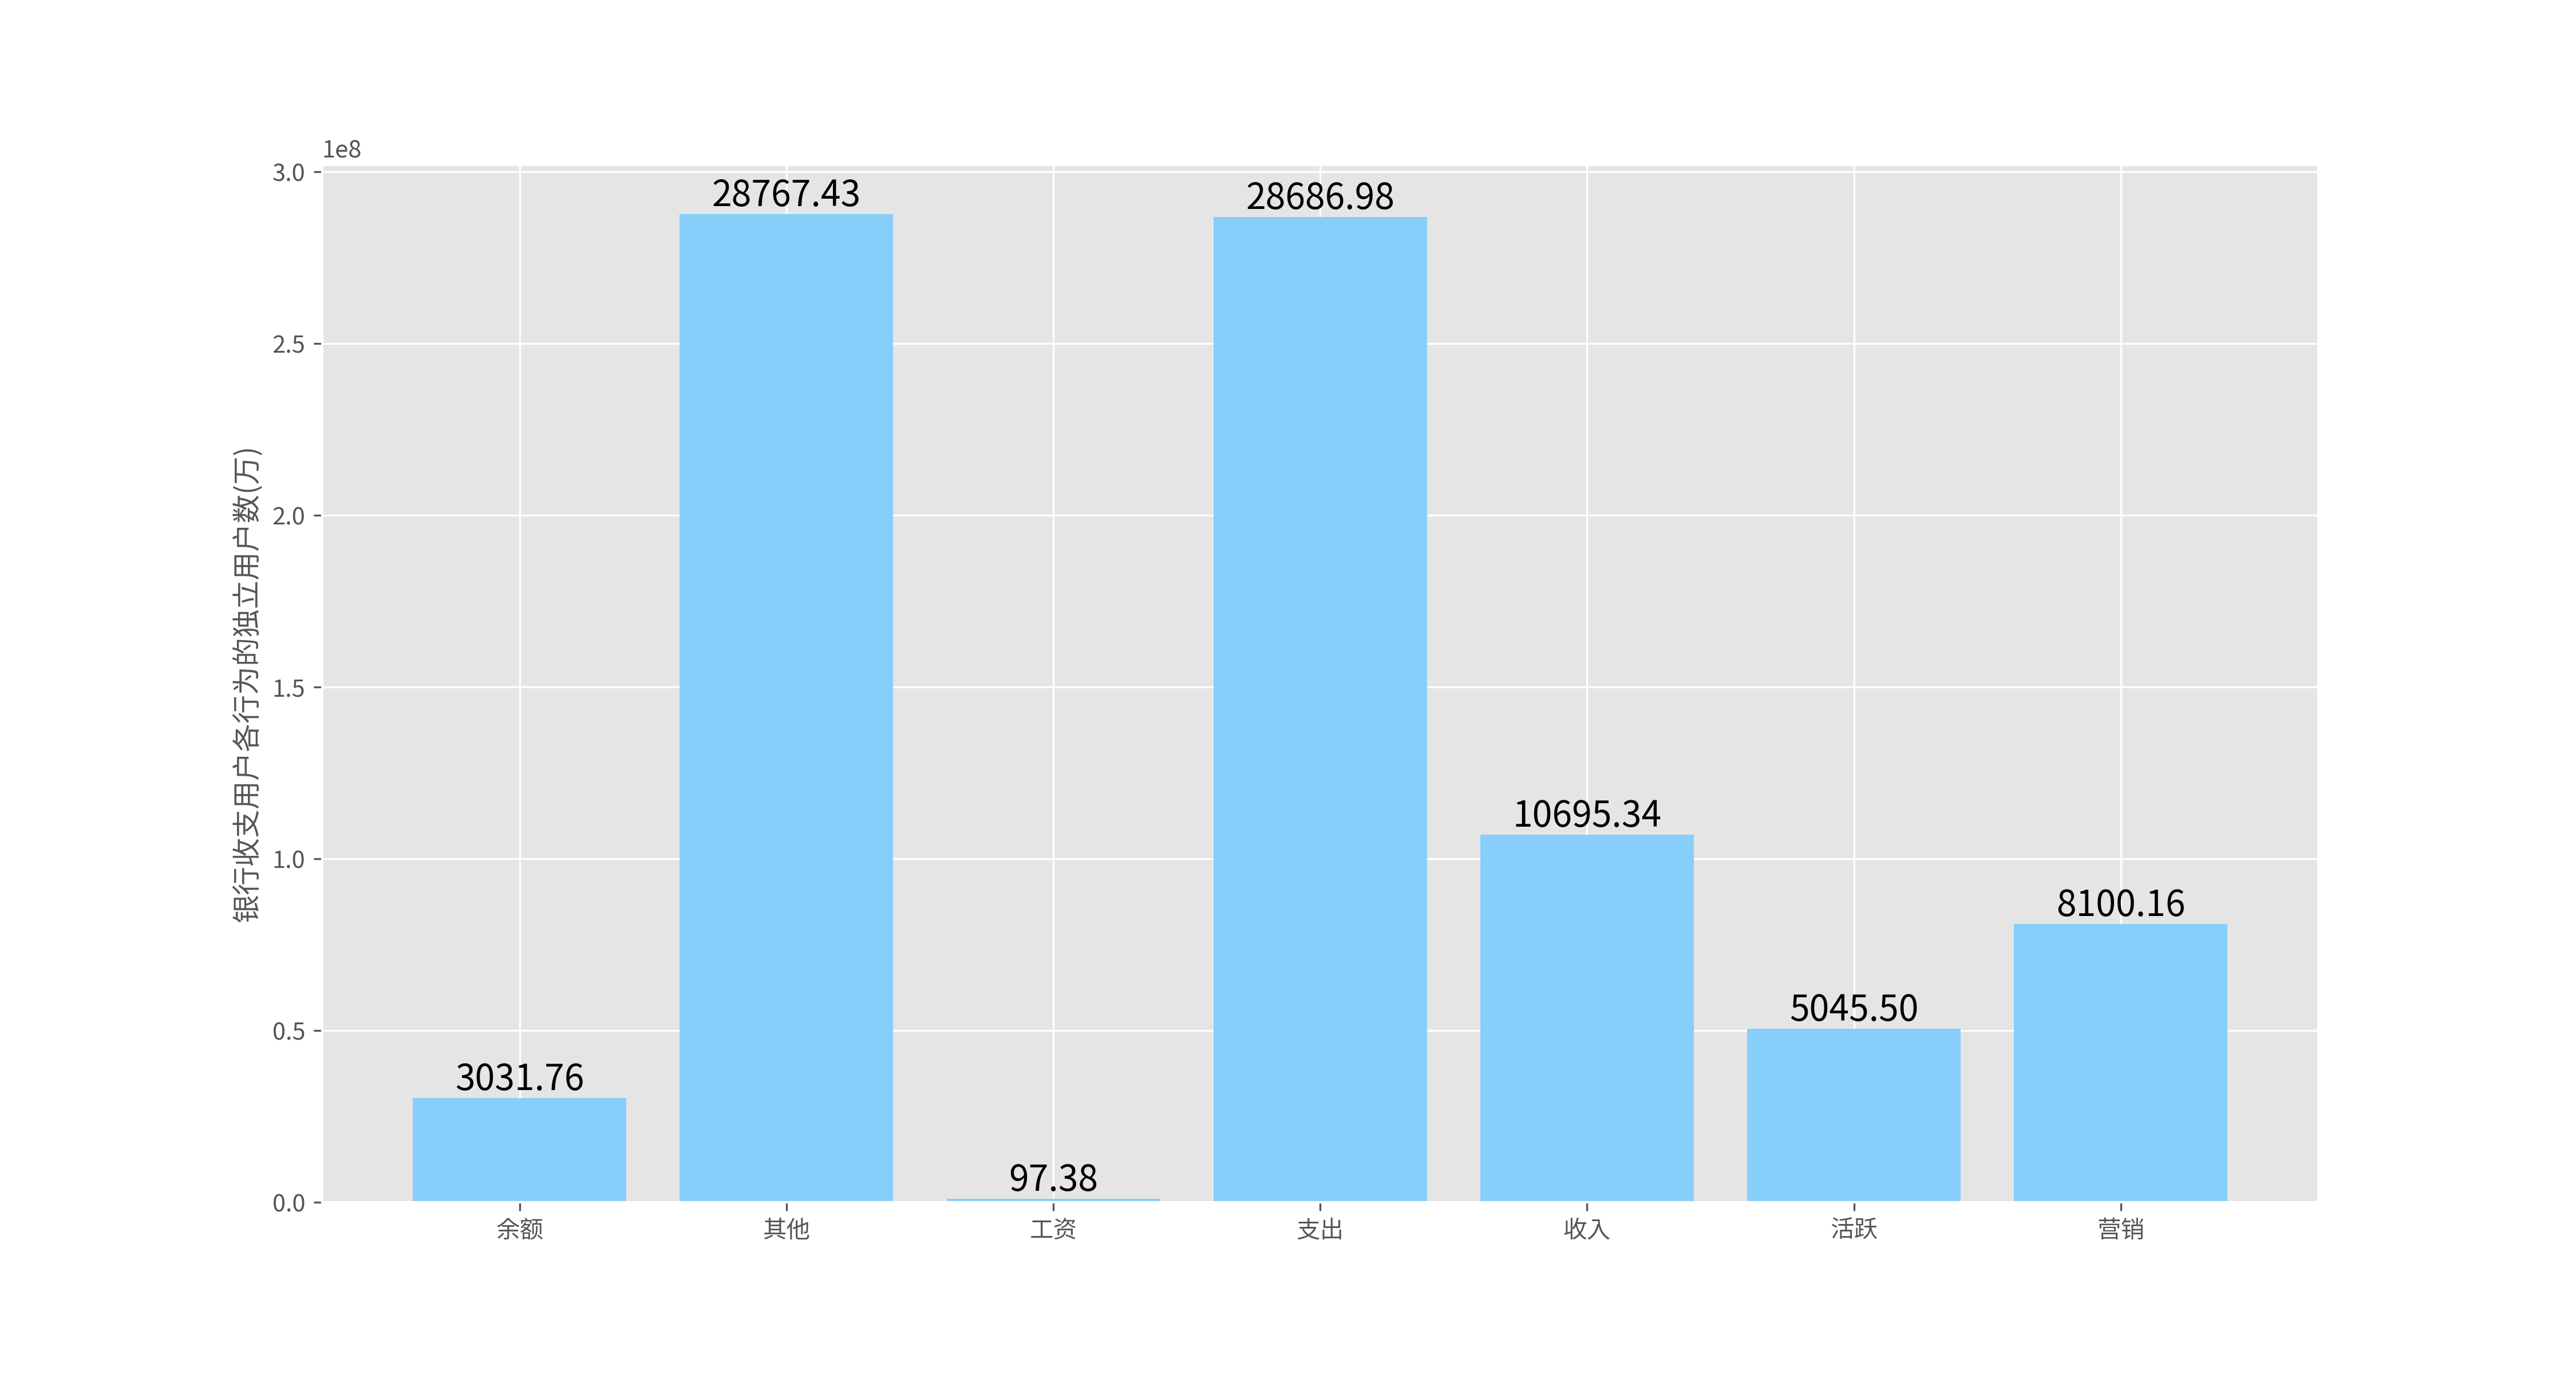 1e8
3.0
2.5
2.0
1.5
1.0
0.5
0.0
银行收支用户各行为的独立用户数(万)
3031.76
28767.43
97.38
28686.98
10695.34
5045.50
8100.16
余额
其他
工资
支出
收入
活跃
营销